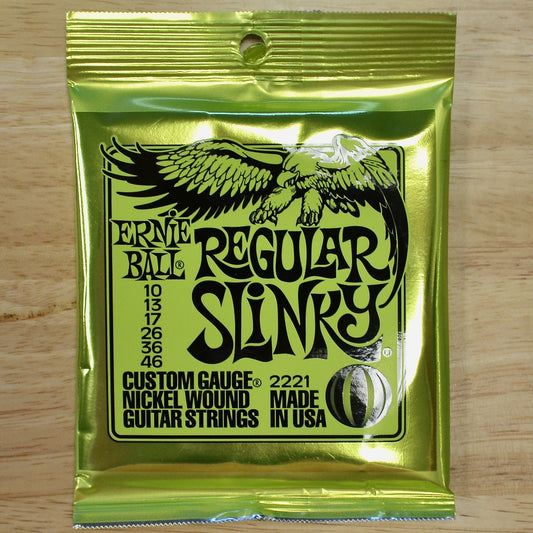 ERNIE
BALL®
REGULAR
SLINKY®
10
13
17
26
36
46
CUSTOM GAUGE® 2221
NICKEL WOUND MADE
GUITAR STRINGS IN USA